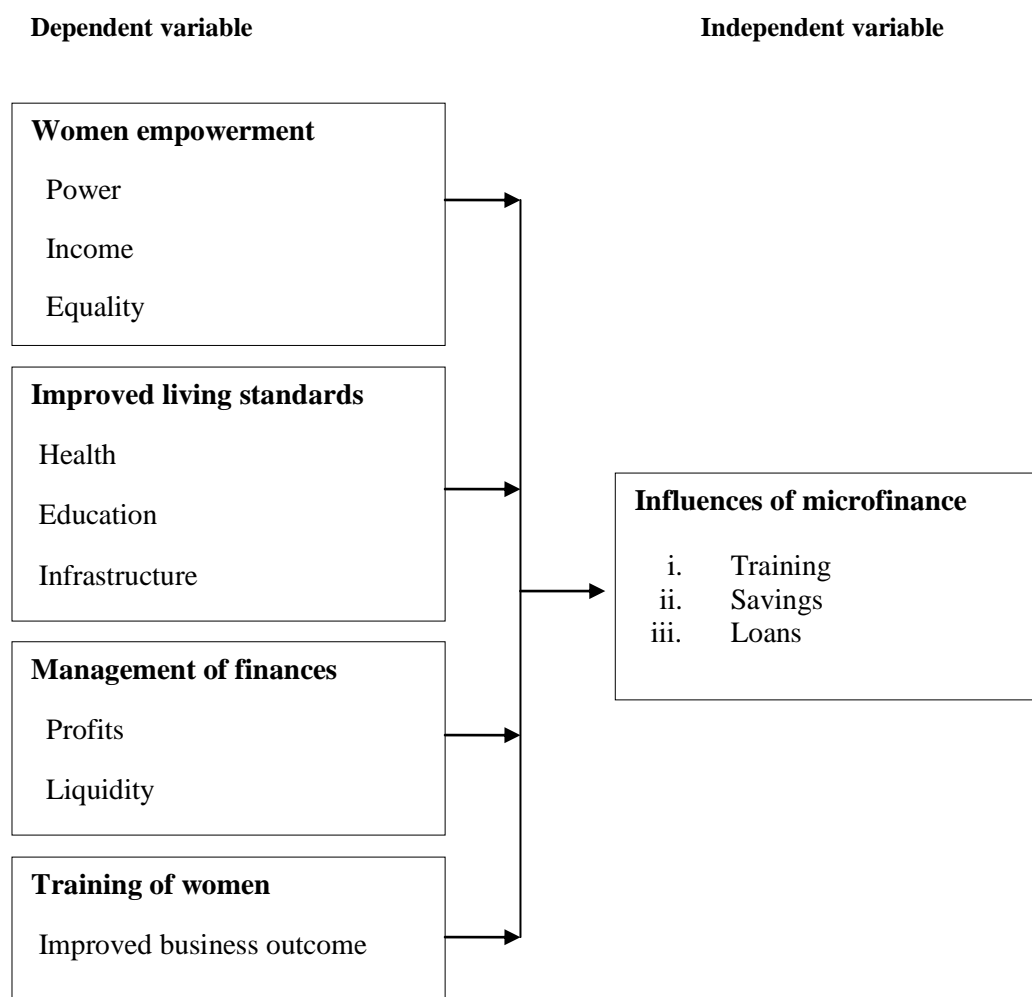 Dependent variable
Independent variable
Women empowerment
Power
Income
Equality
Improved living standards
Health
Education
Infrastructure
Influences of microfinance
i. Training
ii. Savings
iii. Loans
Management of finances
Profits
Liquidity
Training of women
Improved business outcome